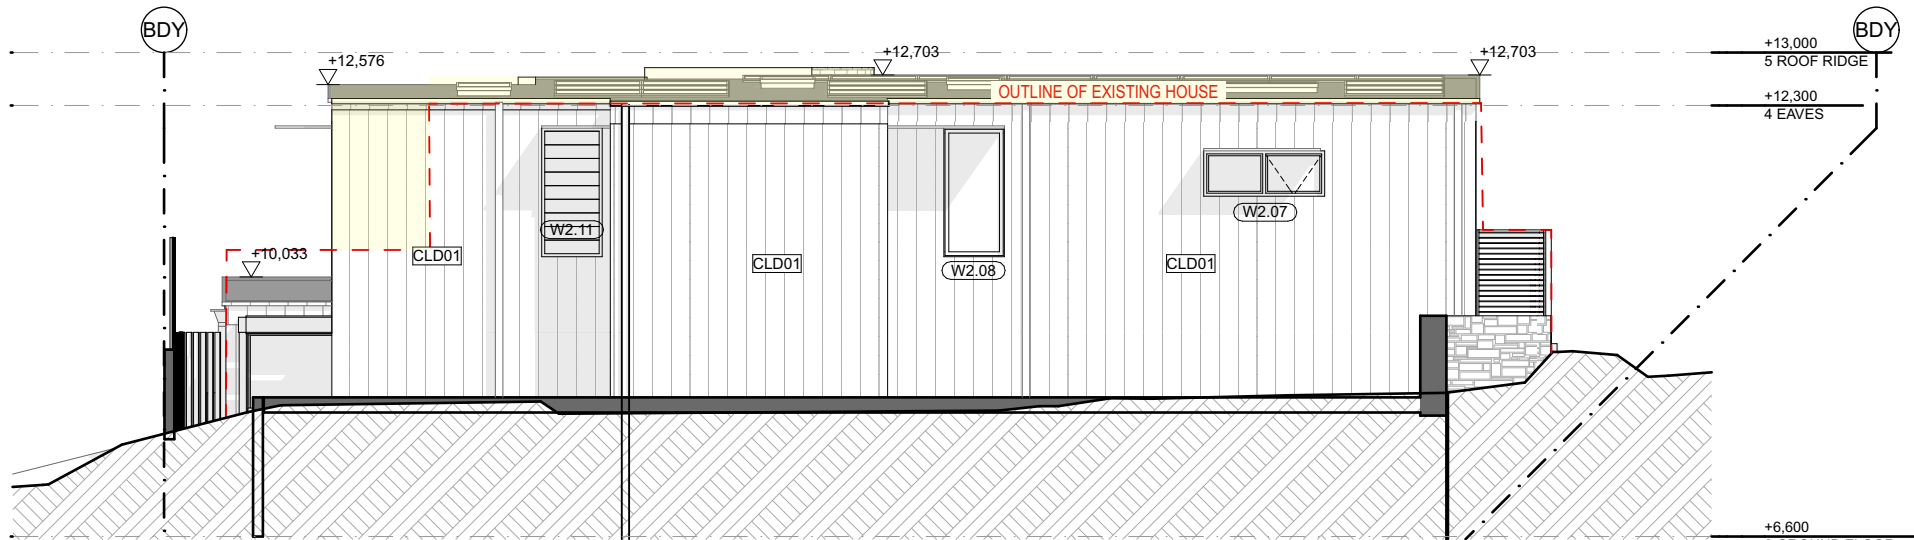 BDY
BDY
+12,576
+12,703
+12,703
+13,000
5 ROOF RIDGE
OUTLINE OF EXISTING HOUSE
+12,300
4 EAVES
W2.11
W2.08
W2.07
+10,033
CLD01
CLD01
CLD01
+6,600